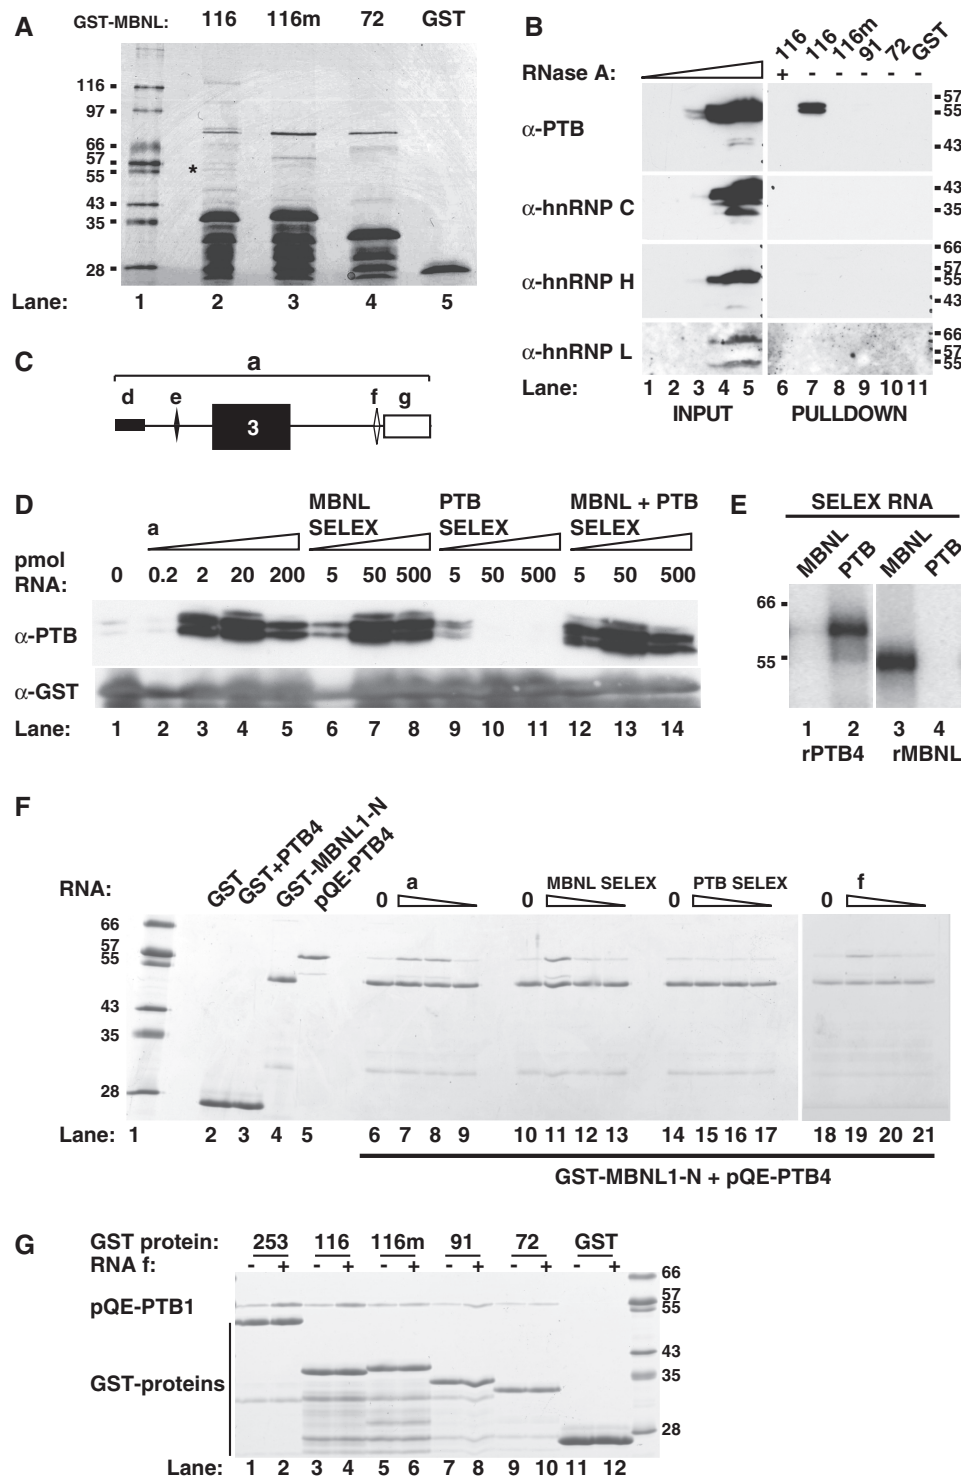 A
GST-MBNL: 116 116m 72 GST
116
97
66
57
55
43
35
28
*
Lane: 1 2 3 4 5
B
RNase A: 116 116m 91 72 GST
+ - - - - -
116
α-PTB
57
55
43
α-hnRNP C
43
35
α-hnRNP H
66
57
55
43
α-hnRNP L
66
57
55
Lane: 1 2 3 4 5 6 7 8 9 10 11
INPUT PULLDOWN
C
a
d e f g
3
D
a
MBNL SELEX
PTB SELEX
MBNL + PTB SELEX
pmol RNA: 0 0.2 2 20 200 5 50 500 5 50 500 5 50 500
α-PTB
α-GST
Lane: 1 2 3 4 5 6 7 8 9 10 11 12 13 14
E
SELEX RNA
MBNL PTB MBNL PTB
66
55
1 2 3 4
rPTB4 rMBNL
F
GST GST+PTB4 GST-MBNL1-N pQE-PTB4
RNA: 0 a 0 MBNL SELEX 0 PTB SELEX 0 f
66
57
55
43
35
28
Lane: 1 2 3 4 5 6 7 8 9 10 11 12 13 14 15 16 17 18 19 20 21
GST-MBNL1-N + pQE-PTB4
G
GST protein: 253 116 116m 91 72 GST
RNA f: - + - + - + - + - + - +
pQE-PTB1
GST-proteins
66
57
55
43
35
28
Lane: 1 2 3 4 5 6 7 8 9 10 11 12